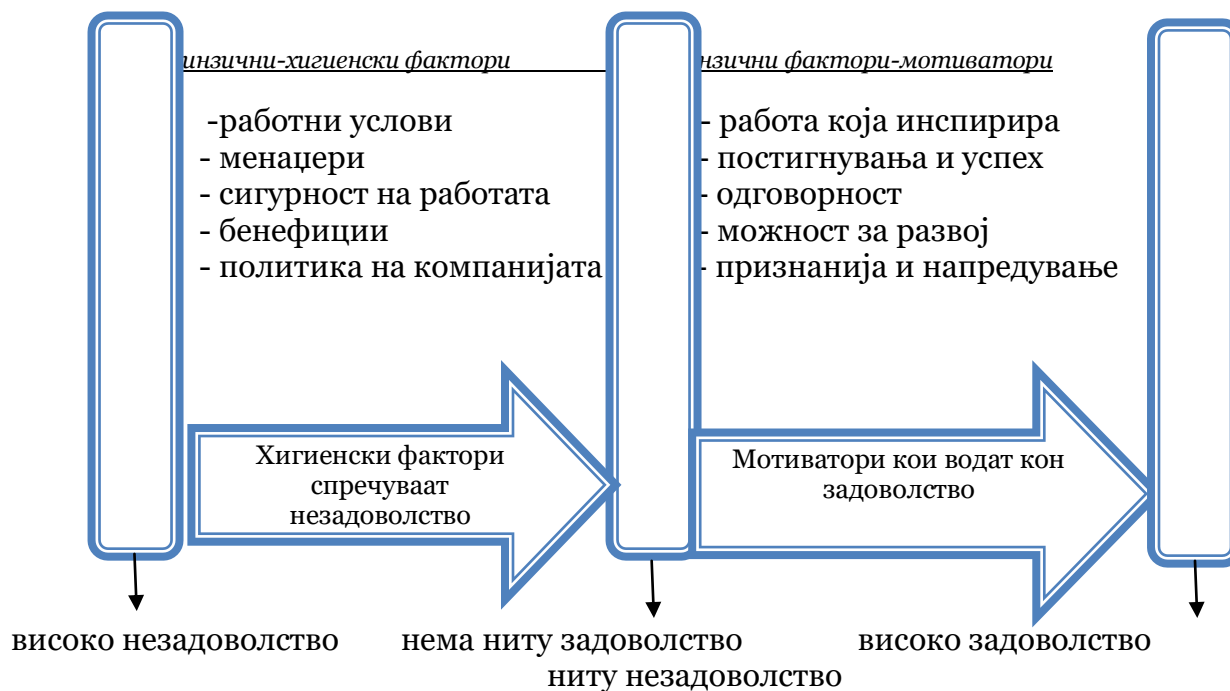 инзични-хигиенски фактори
нзични фактори-мотиватори
-работни услови
- менаџери
- сигурност на работата
- бенефиции
- политика на компанијата
- работа која инспирира
- постигнувања и успех
- одговорност
- можност за развој
- признанија и напредување
Хигиенски фактори
спречуваат
незадоволство
Мотиватори кои водат кон
задоволство
високо незадоволство
нема ниту задоволство
ниту незадоволство
високо задоволство